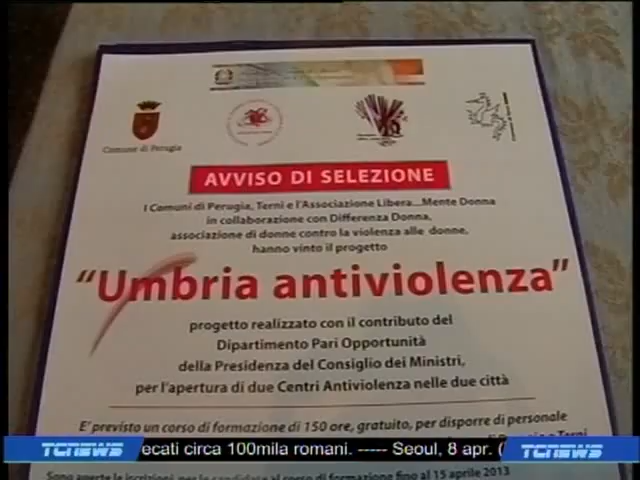 Comune di Perugia
AVVISO DI SELEZIONE
I Comuni di Perugia, Terni e l'Associazione Libera...Mente Donna
in collaborazione con Differenza Donna,
associazione di donne contro la violenza alle donne,
hanno vinto il progetto
"Umbria antiviolenza"
progetto realizzato con il contributo del
Dipartimento Pari Opportunità
della Presidenza del Consiglio dei Ministri,
per l'apertura di due Centri Antiviolenza nelle due città
E' previsto un corso di formazione di 150 ore, gratuito, per disporre di personale
TCNEWS ecati circa 100mila romani. ----- Seoul, 8 apr. ( TCNEWS
al corso di formazione fino al 15 aprile 2013